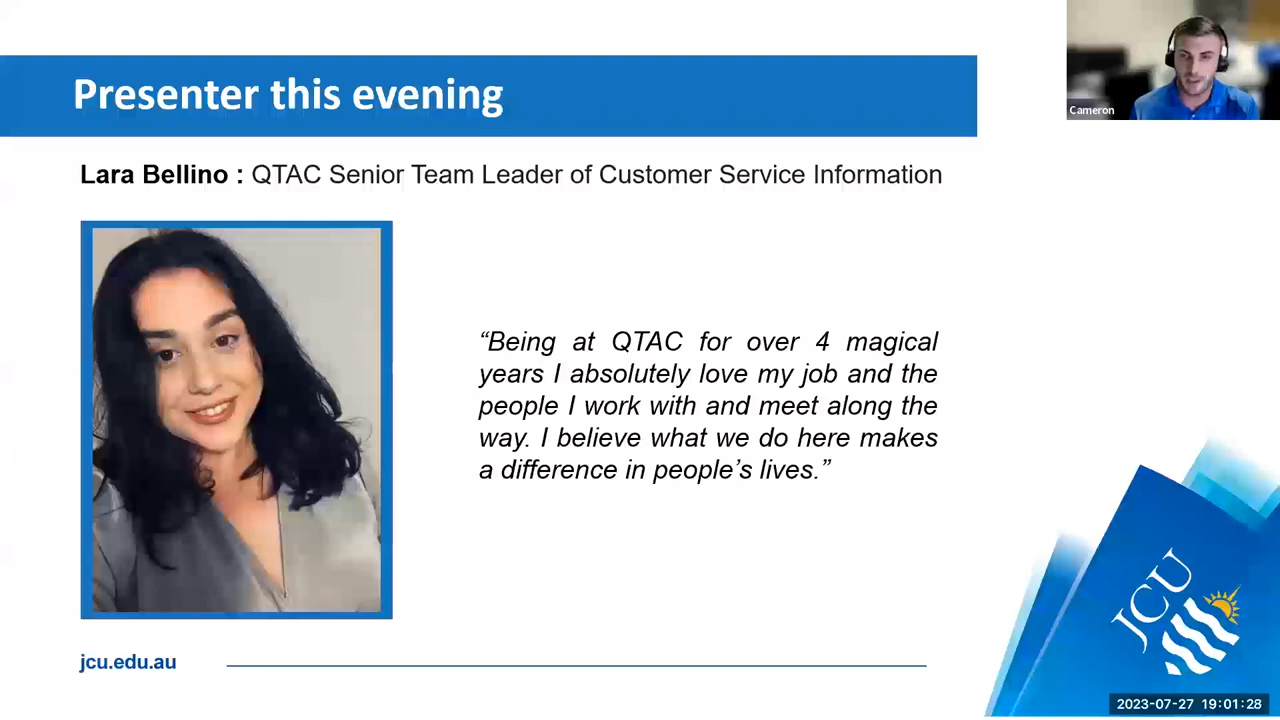 Presenter this evening
Cameron
Lara Bellino : QTAC Senior Team Leader of Customer Service Information
“Being at QTAC for over 4 magical
years I absolutely love my job and the
people I work with and meet along the
way. I believe what we do here makes
a difference in people’s lives.”
JCU
jcu.edu.au
2023-07-27 19:01:28